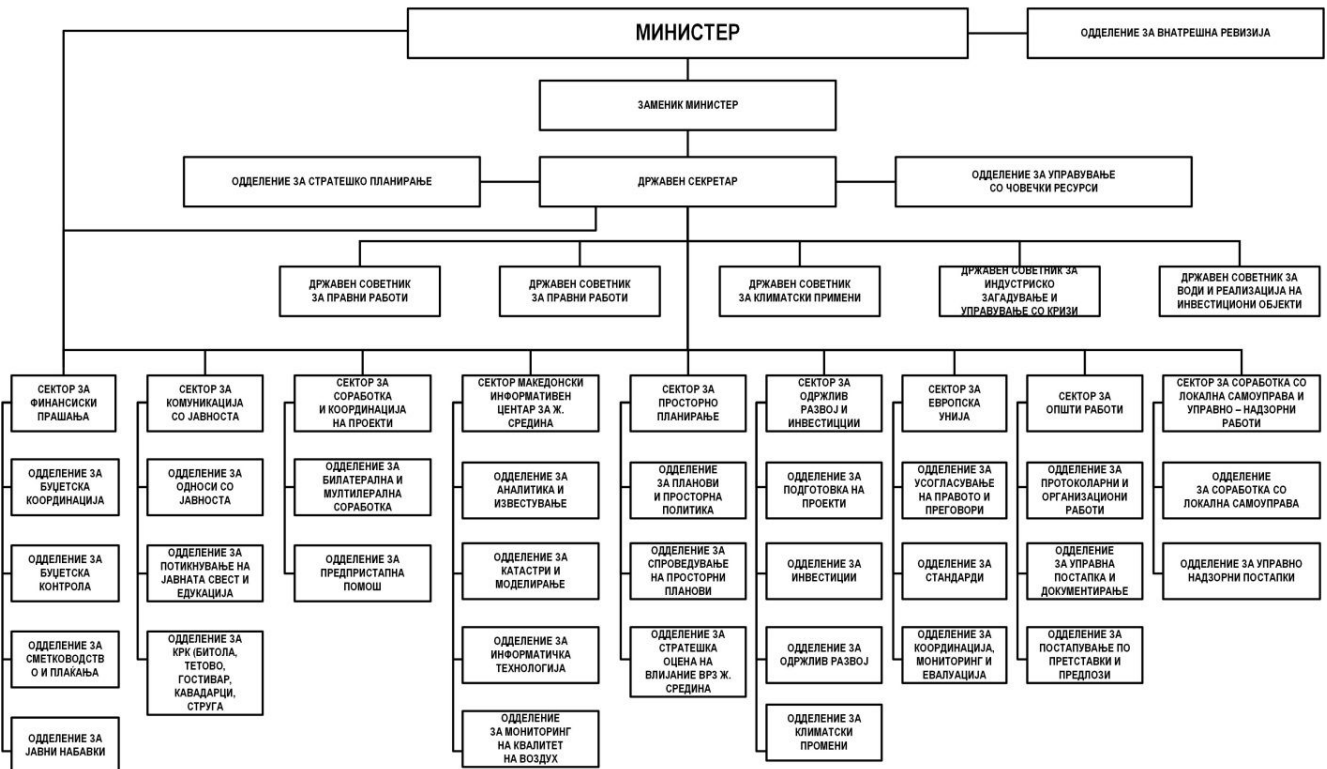 МИНИСТЕР
ОДДЕЛЕНИЕ ЗА ВНАТРЕШНА РЕВИЗИЈА
ЗАМЕНИК МИНИСТЕР
ОДДЕЛЕНИЕ ЗА СТРАТЕШКО ПЛАНИРАЊЕ
ДРЖАВЕН СЕКРЕТАР
ОДДЕЛЕНИЕ ЗА УПРАВУВАЊЕ
СО ЧОВЕЧКИ РЕСУРСИ
ДРЖАВЕН СОВЕТНИК
ЗА ПРАВНИ РАБОТИ
ДРЖАВЕН СОВЕТНИК
ЗА ПРАВНИ РАБОТИ
ДРЖАВЕН СОВЕТНИК
ЗА КЛИМАТСКИ ПРИМЕНИ
ДРЖАВЕН СОВЕТНИК ЗА
ИНДУСТРИСКО
ЗАГАДУВАЊЕ И
УПРАВУВАЊЕ СО КРИЗИ
ДРЖАВЕН СОВЕТНИК ЗА
ВОДИ И РЕАЛИЗАЦИЈА НА
ИНВЕСТИЦИОНИ ОБЈЕКТИ
СЕКТОР ЗА
ФИНАНСИСКИ
ПРАШАЊА
СЕКТОР ЗА
КОМУНИКАЦИЈА
СО ЈАВНОСТА
СЕКТОР ЗА
СОРАБОТКА
И КООРДИНАЦИЈА
НА ПРОЕКТИ
СЕКТОР МАКЕДОНСКИ
ИНФОРМАТИВЕН
ЦЕНТАР ЗА Ж.
СРЕДИНА
СЕКТОР ЗА
ПРОСТОРНО
ПЛАНИРАЊЕ
СЕКТОР ЗА
ОДРЖЛИВ
РАЗВОЈ И
ИНВЕСТИЦЦИИ
СЕКТОР ЗА
ЕВРОПСКА
УНИЈА
СЕКТОР ЗА
ОПШТИ РАБОТИ
СЕКТОР ЗА СОРАБОТКА СО
ЛОКАЛНА САМОУПРАВА И
УПРАВНО – НАДЗОРНИ
РАБОТИ
ОДДЕЛЕНИЕ ЗА
БУЏЕТСКА
КООРДИНАЦИЈА
ОДДЕЛЕНИЕ ЗА
ОДНОСИ СО
ЈАВНОСТА
ОДДЕЛЕНИЕ ЗА
БИЛАТЕРАЛНА И
МУЛТИЛЕРАЛНА
СОРАБОТКА
ОДДЕЛЕНИЕ ЗА
АНАЛИТИКА И
ИЗВЕСТУВАЊЕ
ОДДЕЛЕНИЕ
ЗА ПЛАНОВИ
И ПРОСТОРНА
ПОЛИТИКА
ОДДЕЛЕНИЕ ЗА
ПОДГОТОВКА НА
ПРОЕКТИ
ОДДЕЛЕНИЕ ЗА
УСОГЛАСУВАЊЕ
НА ПРАВОТО И
ПРЕГОВОРИ
ОДДЕЛЕНИЕ ЗА
ПРОТОКОЛАРНИ И
ОРГАНИЗАЦИОНИ
РАБОТИ
ОДДЕЛЕНИЕ
ЗА СОРАБОТКА СО
ЛОКАЛНА САМОУПРАВА
ОДДЕЛЕНИЕ ЗА
БУЏЕТСКА
КОНТРОЛА
ОДДЕЛЕНИЕ ЗА
ПОТИКНУВАЊЕ НА
ЈАВНАТА СВЕСТ И
ЕДУКАЦИЈА
ОДДЕЛЕНИЕ ЗА
ПРЕДПРИСТАПНА
ПОМОШ
ОДДЕЛЕНИЕ ЗА
КАТАСТРИ И
МОДЕЛИРАЊЕ
ОДДЕЛЕНИЕ ЗА
СПРОВЕДУВАЊЕ
НА ПРОСТОРНИ
ПЛАНОВИ
ОДДЕЛЕНИЕ ЗА
ИНВЕСТИЦИИ
ОДДЕЛЕНИЕ ЗА
СТАНДАРДИ
ОДДЕЛЕНИЕ
ЗА УПРАВНА
ПОСТАПКА И
ДОКУМЕНТИРАЊЕ
ОДДЕЛЕНИЕ ЗА УПРАВНО
НАДЗОРНИ ПОСТАПКИ
ОДДЕЛЕНИЕ ЗА
СМЕТКОВОДСТВ
О И ПЛАЌАЊА
ОДДЕЛЕНИЕ ЗА
КРК (БИТОЛА,
ТЕТОВО,
ГОСТИВАР,
КАВАДАРЦИ,
СТРУГА
ОДДЕЛЕНИЕ ЗА
ИНФОРМАТИЧКА
ТЕХНОЛОГИЈА
ОДДЕЛЕНИЕ ЗА
СТРАТЕШКА
ОЦЕНА НА
ВЛИЈАНИЕ ВРЗ Ж.
СРЕДИНА
ОДДЕЛЕНИЕ ЗА
ОДРЖЛИВ РАЗВОЈ
ОДДЕЛЕНИЕ ЗА
КООРДИНАЦИЈА,
МОНИТОРИНГ И
ЕВАЛУАЦИЈА
ОДДЕЛЕНИЕ ЗА
ПОСТАПУВАЊЕ ПО
ПРЕТСТАВКИ И
ПРЕДЛОЗИ
ОДДЕЛЕНИЕ ЗА
ЈАВНИ НАБАВКИ
ОДДЕЛЕНИЕ
ЗА МОНИТОРИНГ
НА КВАЛИТЕТ
НА ВОЗДУХ
ОДДЕЛЕНИЕ ЗА
КЛИМАТСКИ
ПРОМЕНИ